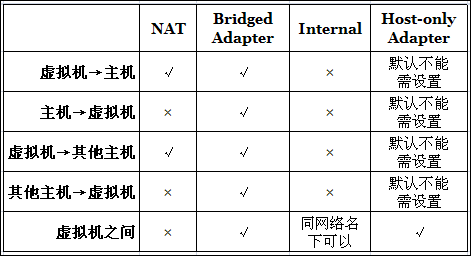 NAT Bridged Adapter Internal Host-only Adapter
虚拟机→主机 √ √ × 默认不能 需设置
主机→虚拟机 × √ × 默认不能 需设置
虚拟机→其他主机 √ √ × 默认不能 需设置
其他主机→虚拟机 × √ × 默认不能 需设置
虚拟机之间 × √ 同网络名 下可以 √